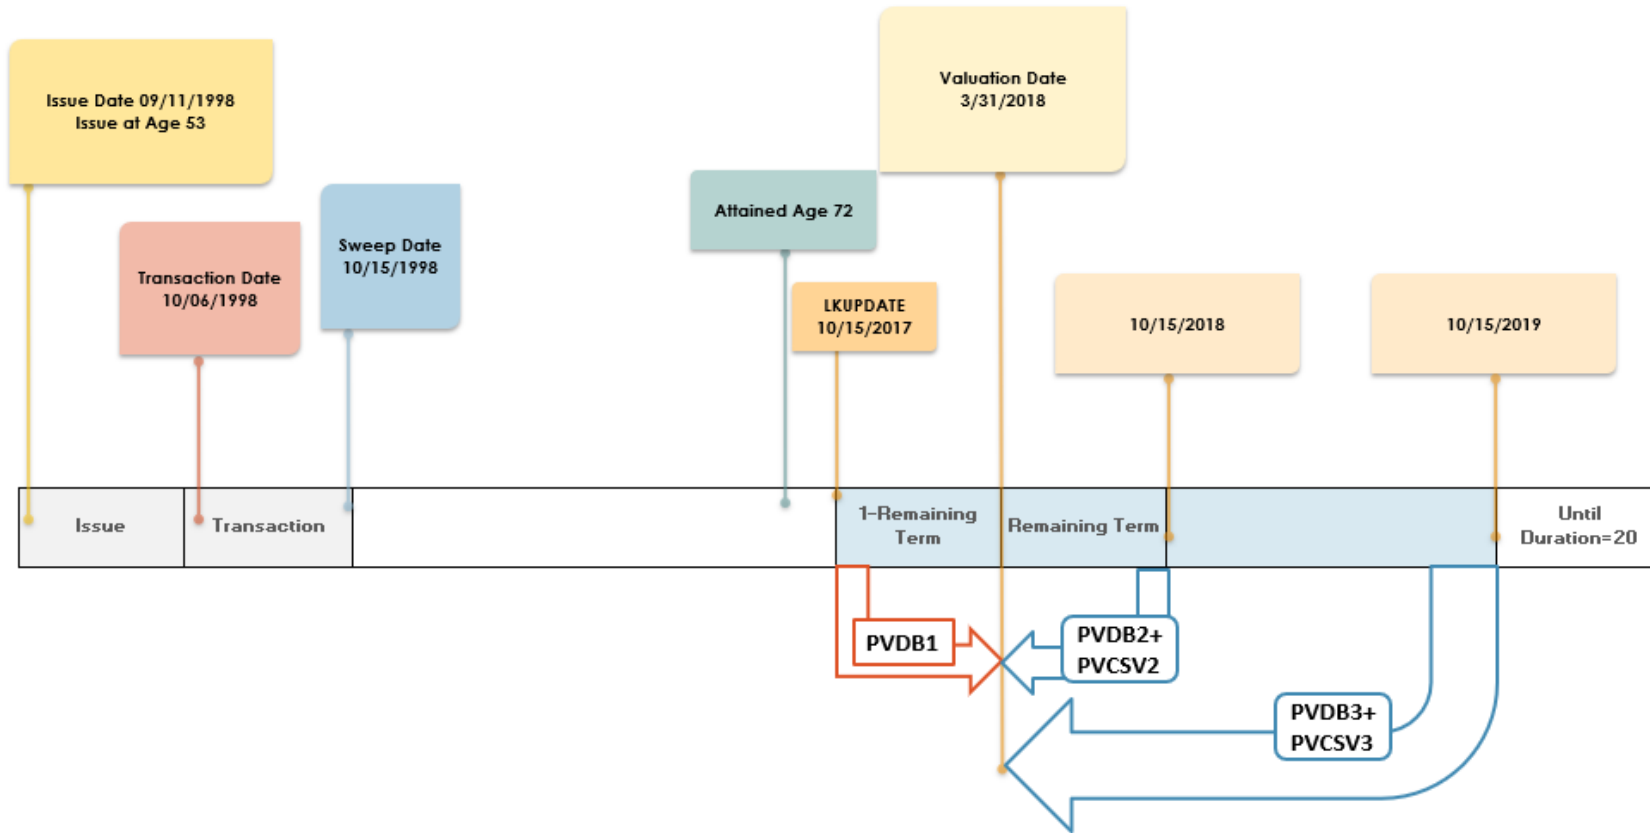 Issue Date 09/11/1998
Issue at Age 53
Transaction Date
10/06/1998
Sweep Date
10/15/1998
Attained Age 72
Valuation Date
3/31/2018
LKUPDATE
10/15/2017
10/15/2018
10/15/2019
Issue
Transaction
1-Remaining
Term
Remaining Term
Until
Duration=20
PVDB1
PVDB2+
PVCSV2
PVDB3+
PVCSV3